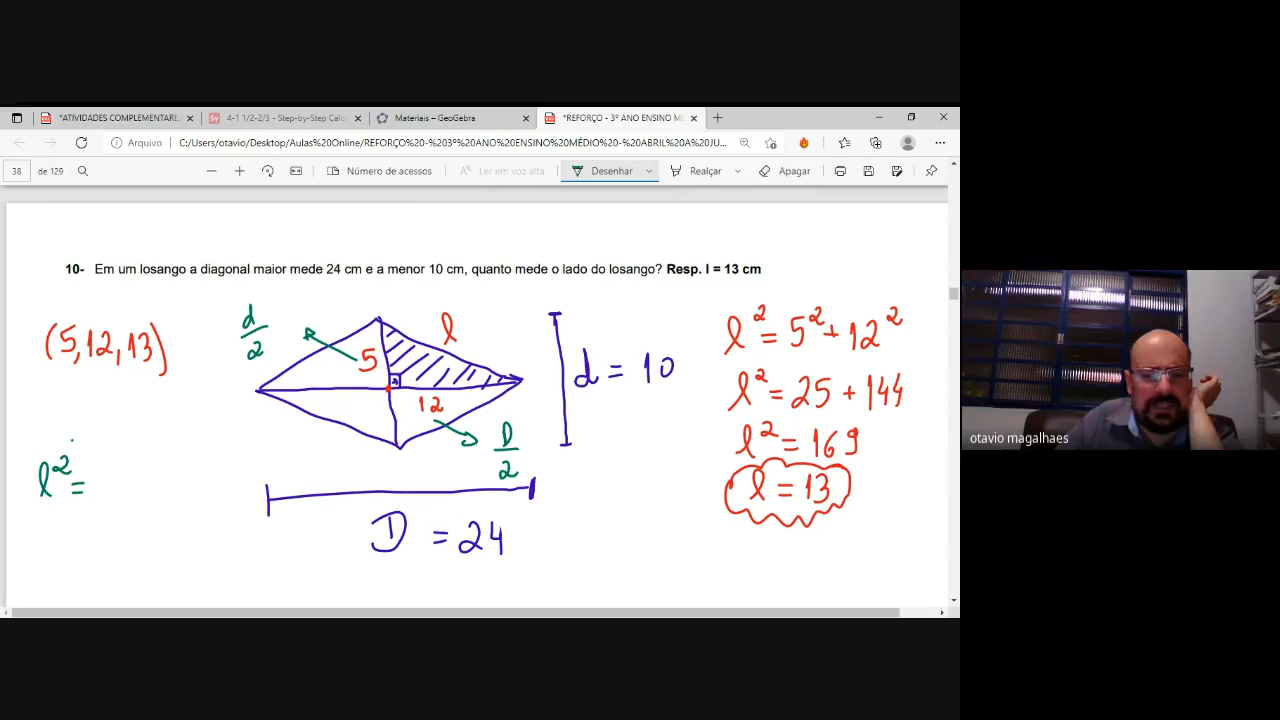 *ATIVIDADES COMPLEMENTARE
4-1 1/2-2/3 - Step-by-Step Calcu
Materiais – GeoGebra
*REFORÇO - 3º ANO ENSINO MÉ
Arquivo
C:/Users/otavio/Desktop/Aulas%20Online/REFORÇO%20-%203º%20ANO%20ENSINO%20MÉDIO%20-%20ABRIL%20A%20JU...
38
de 129
Número de acessos
Ler em voz alta
Desenhar
Realçar
Apagar
10- Em um losango a diagonal maior mede 24 cm e a menor 10 cm, quanto mede o lado do losango? Resp. l = 13 cm
(5,12,13)
d/2
5
l
12
D/2
d = 10
D = 24
l² =
l² = 5² + 12²
l² = 25 + 144
l² = 169
l = 13
otavio magalhaes